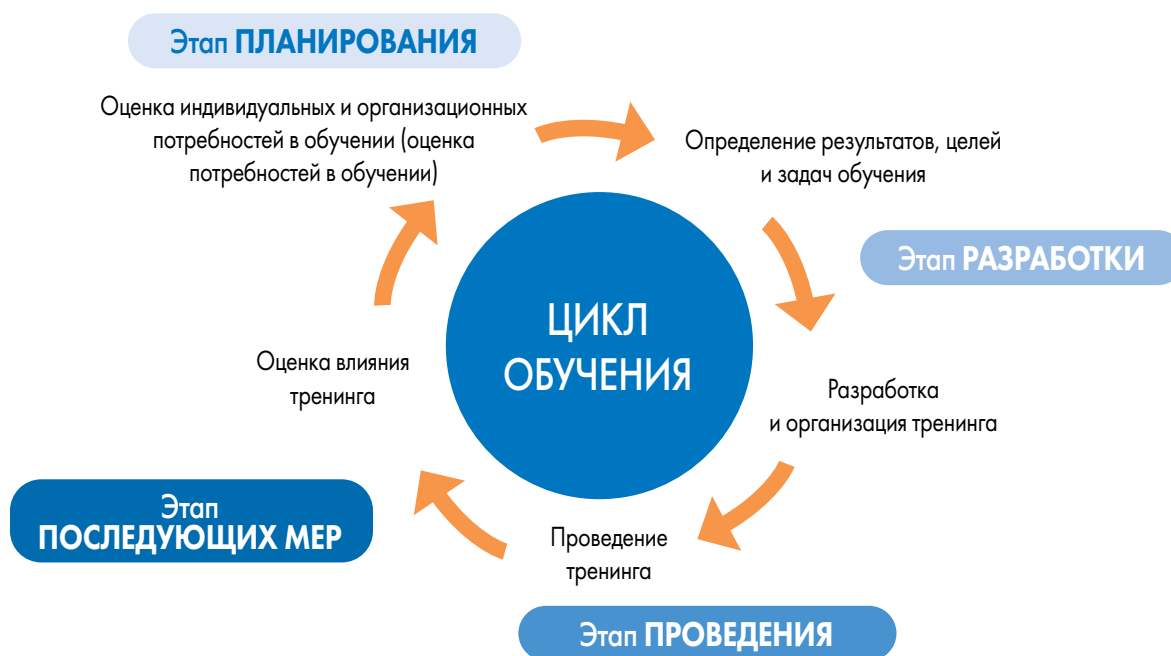 Этап ПЛАНИРОВАНИЯ
Оценка индивидуальных и организационных
потребностей в обучении (оценка
потребностей в обучении)
Определение результатов, целей
и задач обучения
Этап РАЗРАБОТКИ
ЦИКЛ
ОБУЧЕНИЯ
Разработка
и организация тренинга
Оценка влияния
тренинга
Этап
ПОСЛЕДУЮЩИХ МЕР
Проведение
тренинга
Этап ПРОВЕДЕНИЯ